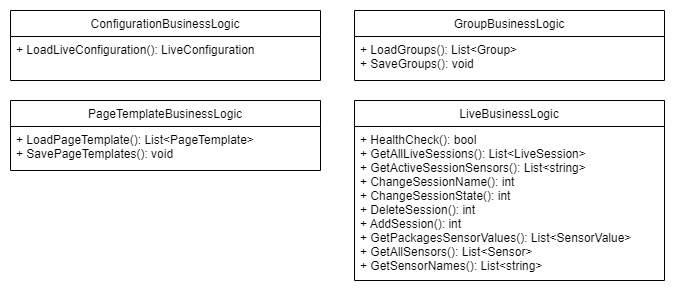 ConfigurationBusinessLogic
+ LoadLiveConfiguration(): LiveConfiguration
GroupBusinessLogic
+ LoadGroups(): List<Group>
+ SaveGroups(): void
PageTemplateBusinessLogic
+ LoadPageTemplate(): List<PageTemplate>
+ SavePageTemplates(): void
LiveBusinessLogic
+ HealthCheck(): bool
+ GetAllLiveSessions(): List<LiveSession>
+ GetActiveSessionSensors(): List<string>
+ ChangeSessionName(): int
+ ChangeSessionState(): int
+ DeleteSession(): int
+ AddSession(): int
+ GetPackagesSensorValues(): List<SensorValue>
+ GetAllSensors(): List<Sensor>
+ GetSensorNames(): List<string>